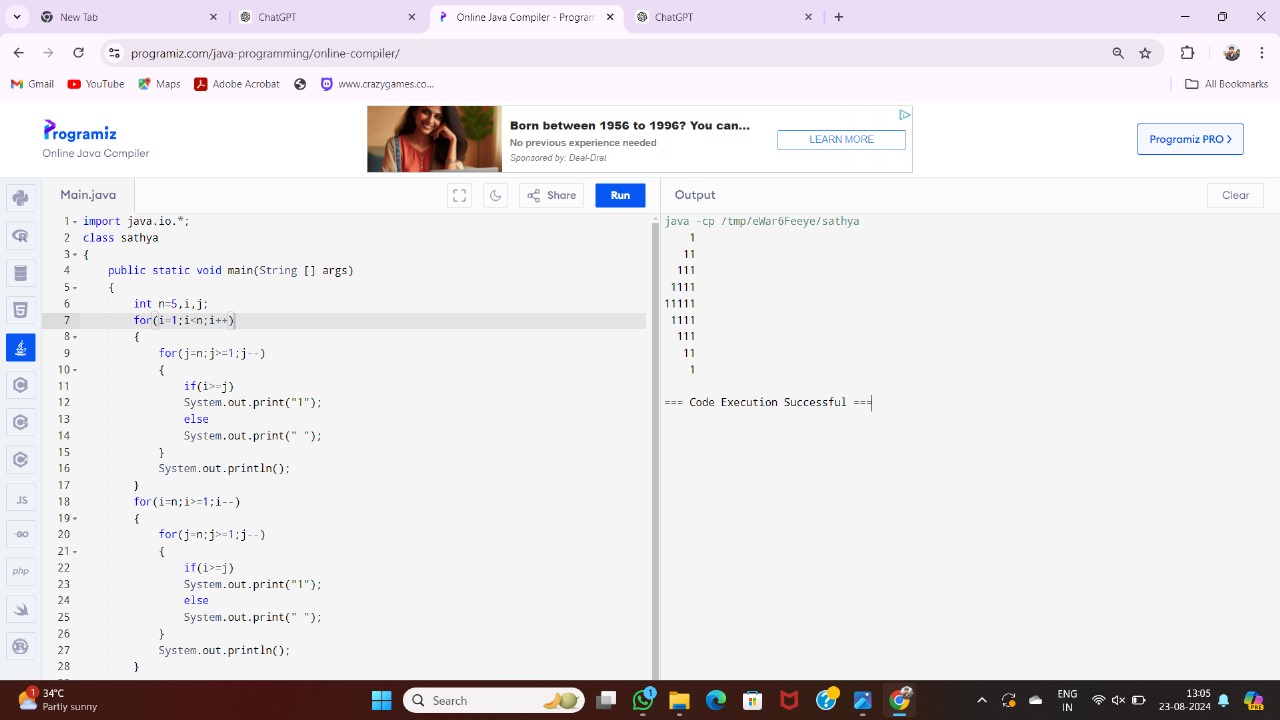 New Tab
ChatGPT
Online Java Compiler - Program
ChatGPT
programiz.com/java-programming/online-compiler/
Gmail
YouTube
Maps
Adobe Acrobat
www.crazygames.co...
All Bookmarks
Programiz
Online Java Compiler
Born between 1956 to 1996? You can...
No previous experience needed
Sponsored by: Deal-Drat
LEARN MORE
Programiz PRO >
Main.java
Share
Run
Output
Clear
1 import java.io.*;
2 class sathya
3 {
4 public static void main(String [] args)
5 {
6 int n=5,i,j;
7 for(i=1;i<n;i++)
8 {
9 for(j=n;j>=1;j--)
10 {
11 if(i>=j)
12 System.out.print("1");
13 else
14 System.out.print(" ");
15 }
16 System.out.println();
17 }
18 for(i=n;i>=1;i--)
19 {
20 for(j=n;j>=1;j--)
21 {
22 if(i>=j)
23 System.out.print("1");
24 else
25 System.out.print(" ");
26 }
27 System.out.println();
28 }
java -cp /tmp/eWar6Feeye/sathya
1
11
111
1111
11111
1111
111
11
1
=== Code Execution Successful ===
JS
GO
php
1
34°C
Partly sunny
Search
1
ENG
IN
13:05
23-08-2024